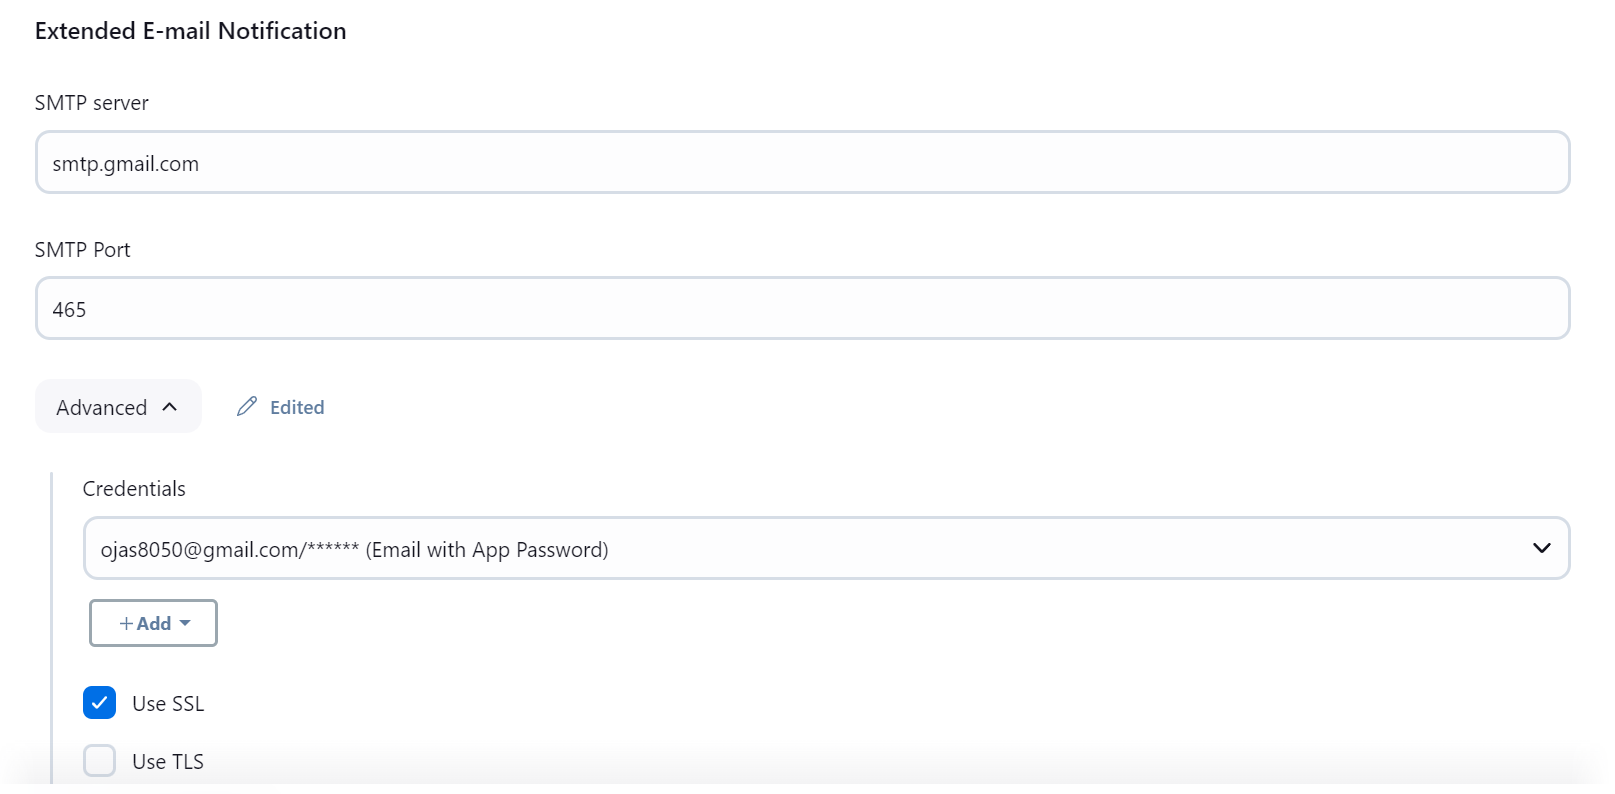 Extended E-mail Notification
SMTP server
smtp.gmail.com
SMTP Port
465
Advanced
Edited
Credentials
ojas8050@gmail.com/****** (Email with App Password)
+ Add
Use SSL
Use TLS